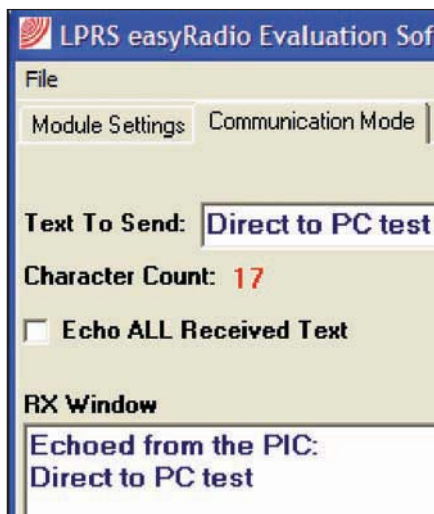 LPRS easyRadio Evaluation Sof
File
Module Settings Communication Mode
Text To Send: Direct to PC test
Character Count: 17
Echo ALL Received Text
RX Window
Echoed from the PIC:
Direct to PC test